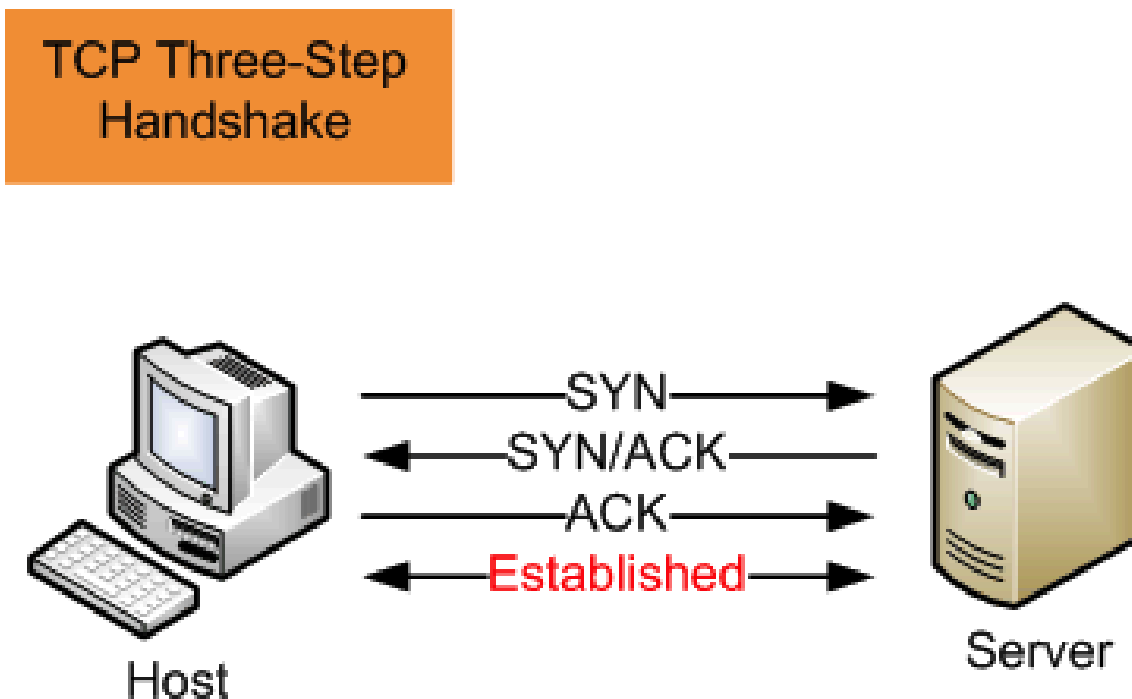 TCP Three-Step
Handshake
SYN
SYN/ACK
ACK
Established
Host
Server